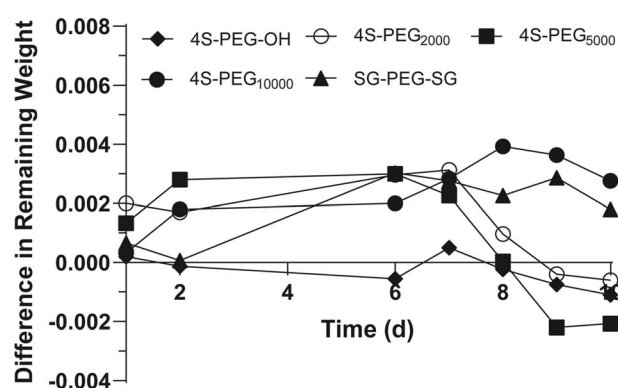 Difference in Remaining Weight
0.008
0.006
0.004
0.002
0.000
-0.002
-0.004
4S-PEG-OH 4S-PEG2000 4S-PEG5000
4S-PEG10000 SG-PEG-SG
2 4 6 8
Time (d)